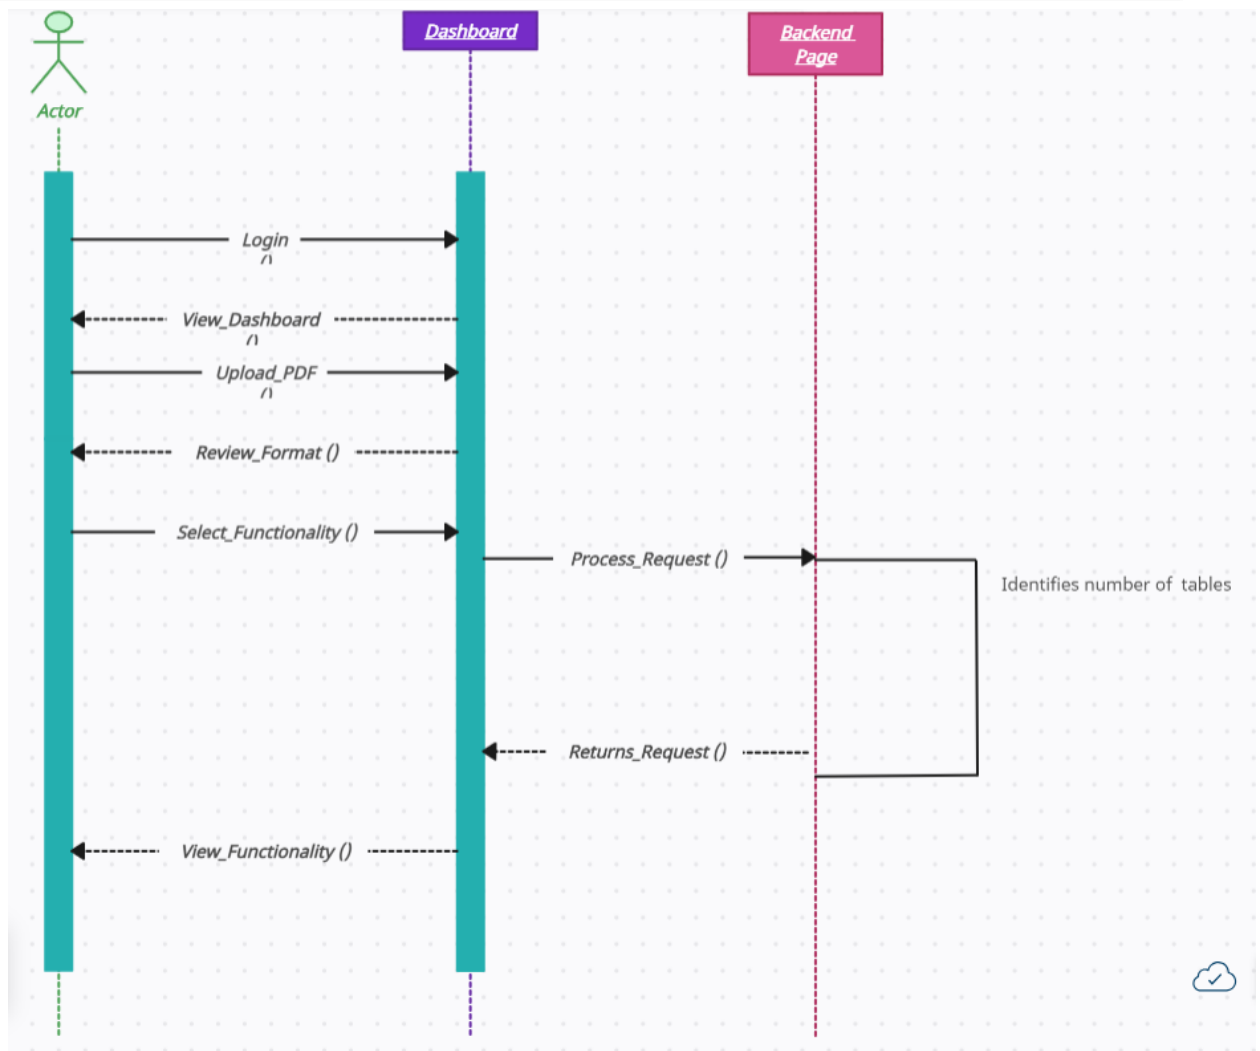 Dashboard
Backend
Page
Actor
Login
()
View_Dashboard
()
Upload_PDF
()
Review_Format ()
Select_Functionality ()
Process_Request ()
Identifies number of tables
Returns_Request ()
View_Functionality ()